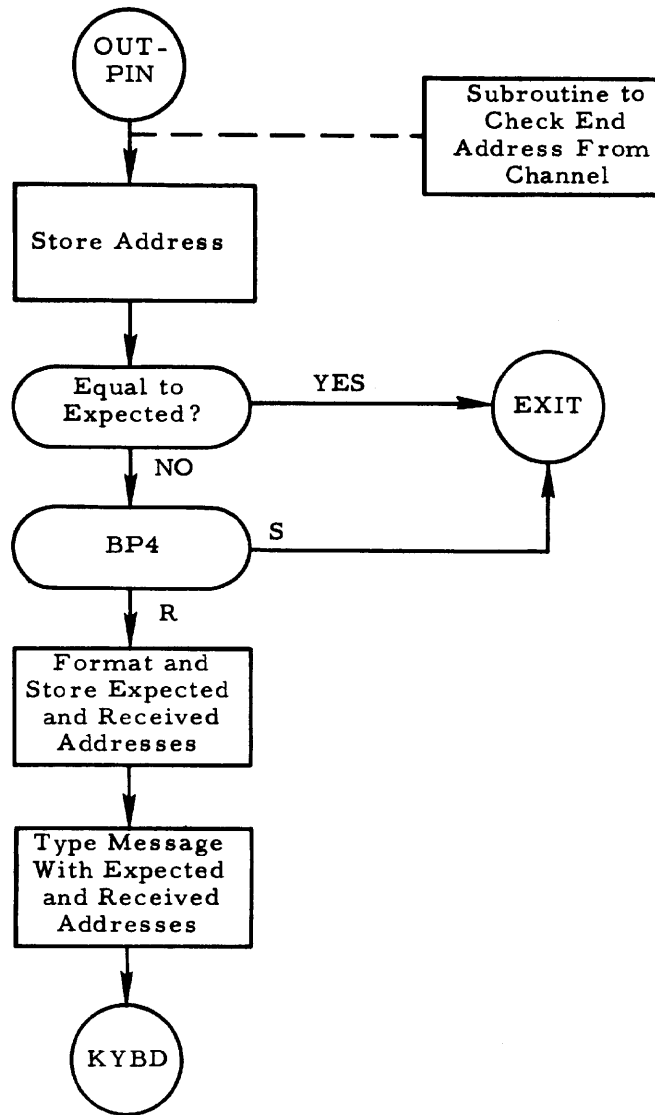 OUT-
PIN
Subroutine to
Check End
Address From
Channel
Store Address
Equal to
Expected?
YES
EXIT
NO
BP4
S
R
Format and
Store Expected
and Received
Addresses
Type Message
With Expected
and Received
Addresses
KYBD